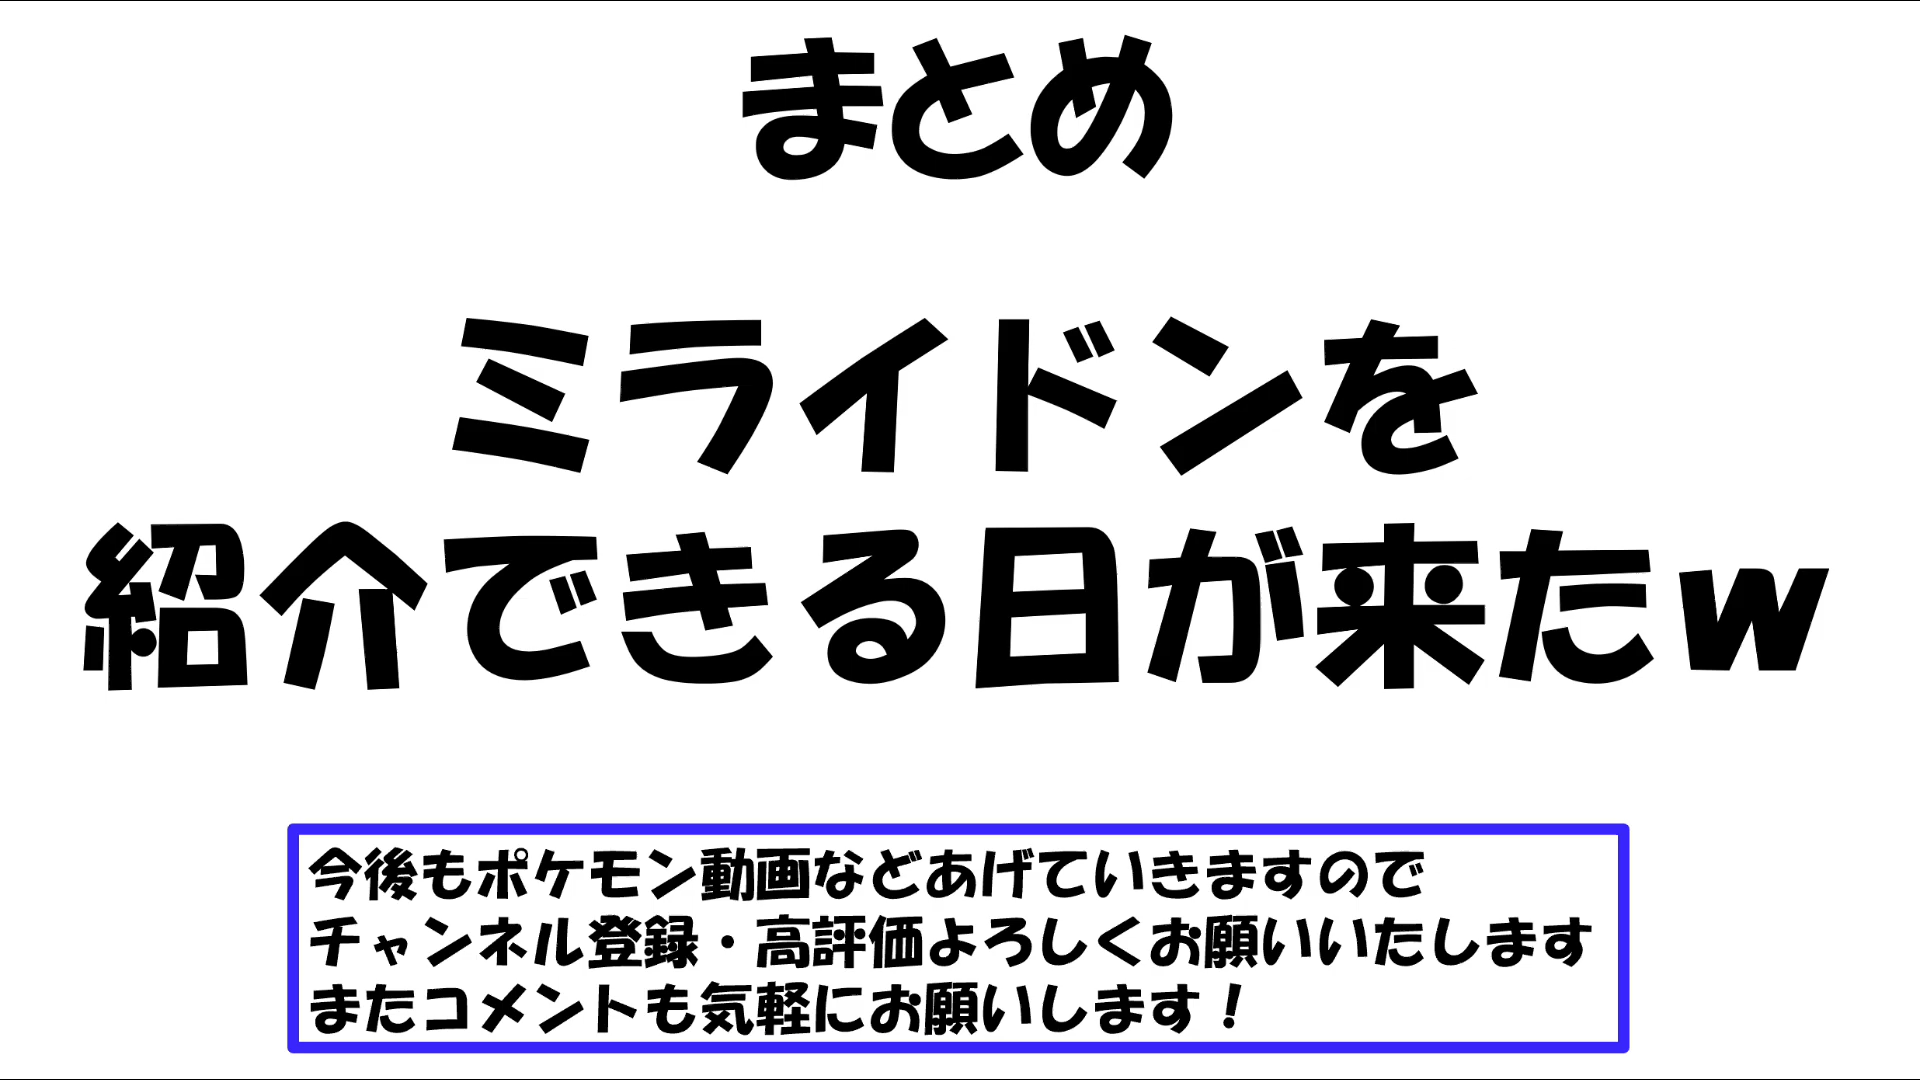 まとめ
ミライドンを
紹介できる日が来たw
今後もポケモン動画などあげていきますので
チャンネル登録・高評価よろしくお願いいたします
またコメントも気軽にお願いします！